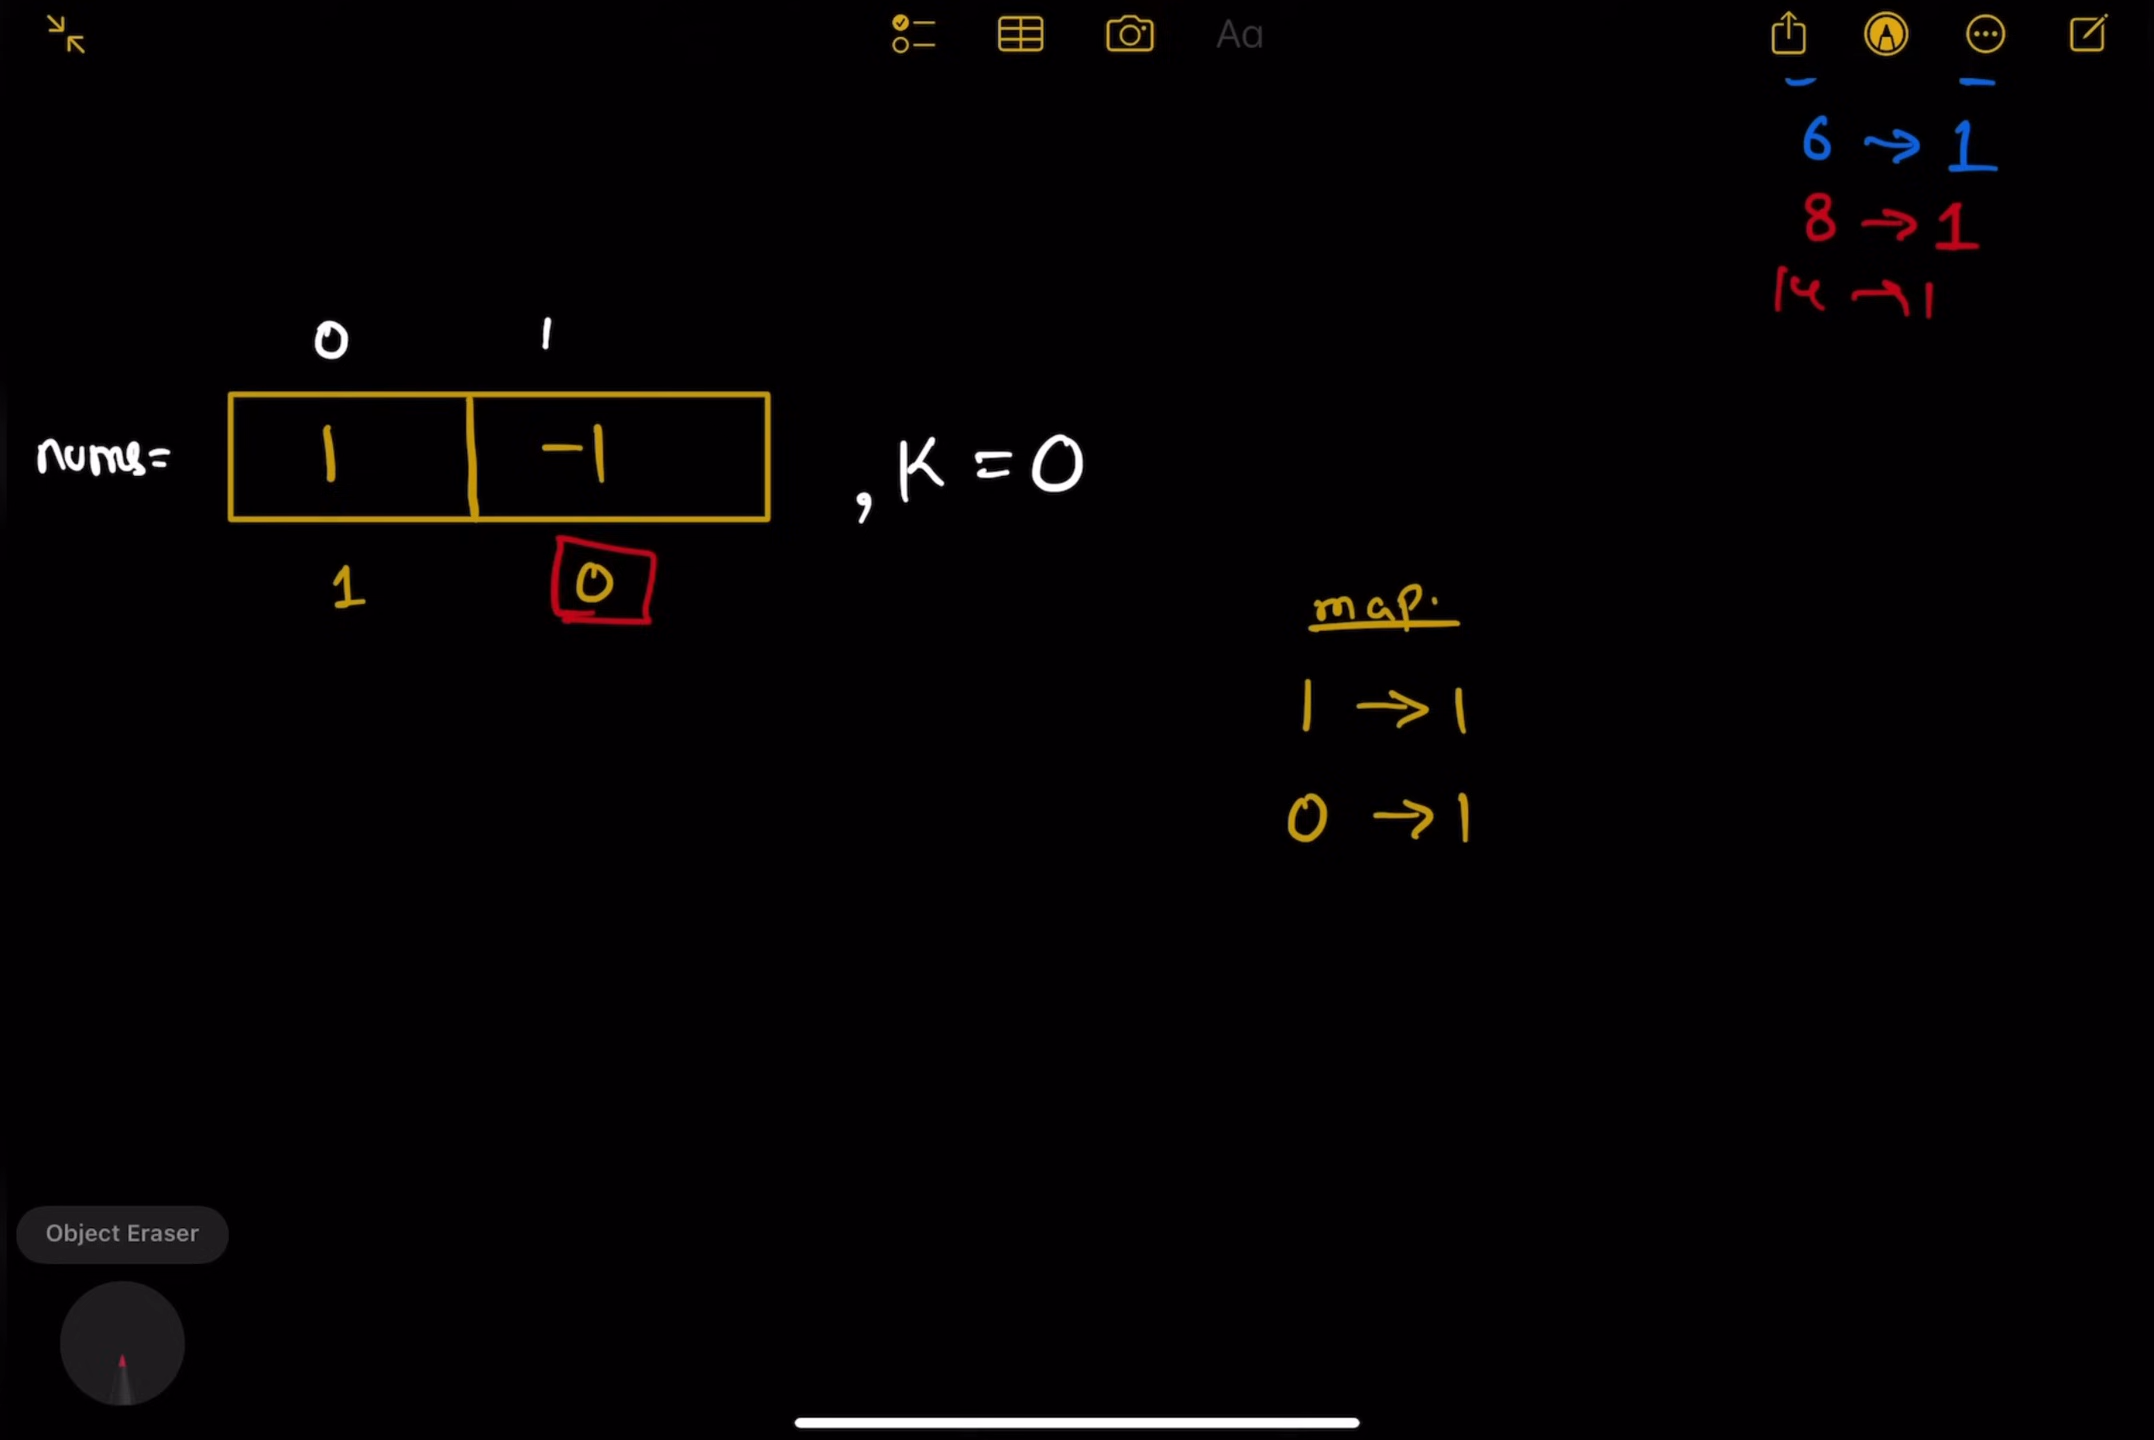 Aa
6 → 1
8 → 1
14 → 1
0 1
nums= 1 -1 , K = 0
1 0
map.
1 → 1
0 → 1
Object Eraser